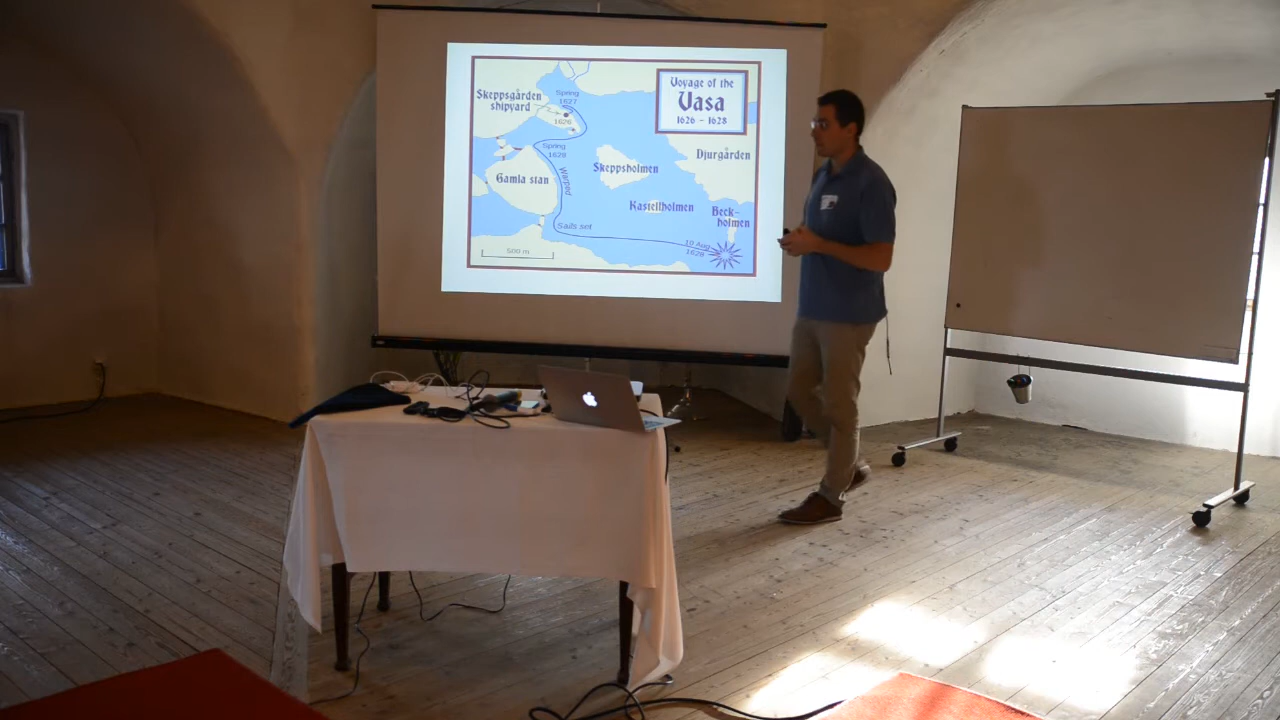 Voyage of the
Vasa
1626 - 1628
Skeppsgården
shipyard
Spring
1627
1626
Spring
1628
Warped
Gamla stan
Skeppsholmen
Djurgården
Kastellholmen
Beck-
holmen
Sails set
10 Aug
1628
500 m